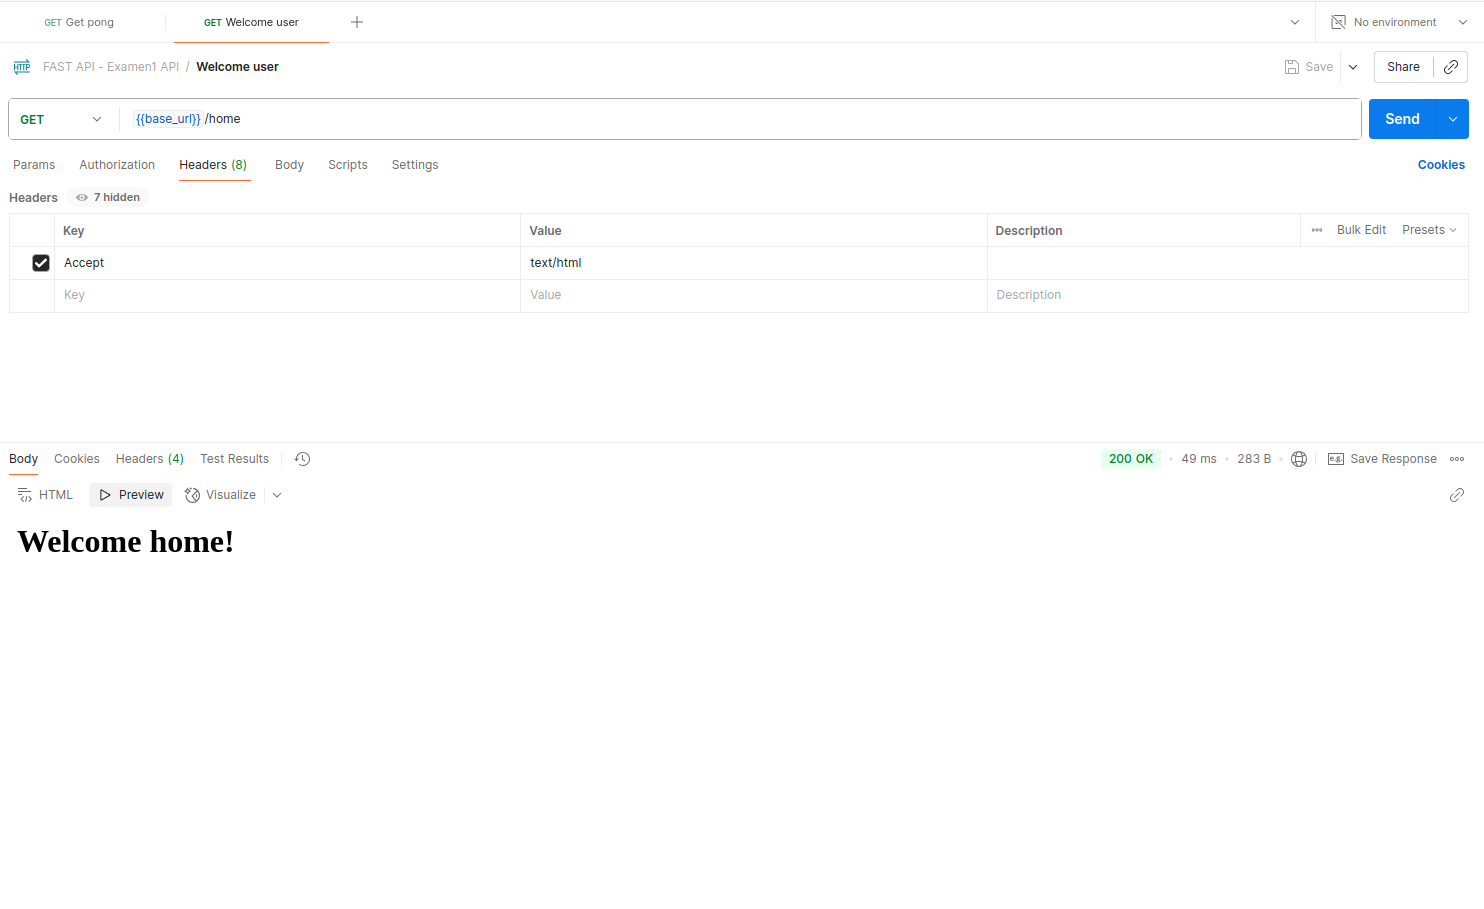 GET Get pong GET Welcome user No environment
HTTP FAST API - Examen1 API / Welcome user Save Share
GET {{base_url}} /home Send
Params Authorization Headers (8) Body Scripts Settings Cookies
Headers 7 hidden
Key Value Description Bulk Edit Presets
Accept text/html
Key Value Description
Body Cookies Headers (4) Test Results 200 OK 49 ms 283 B e.g. Save Response
HTML Preview Visualize
Welcome home!